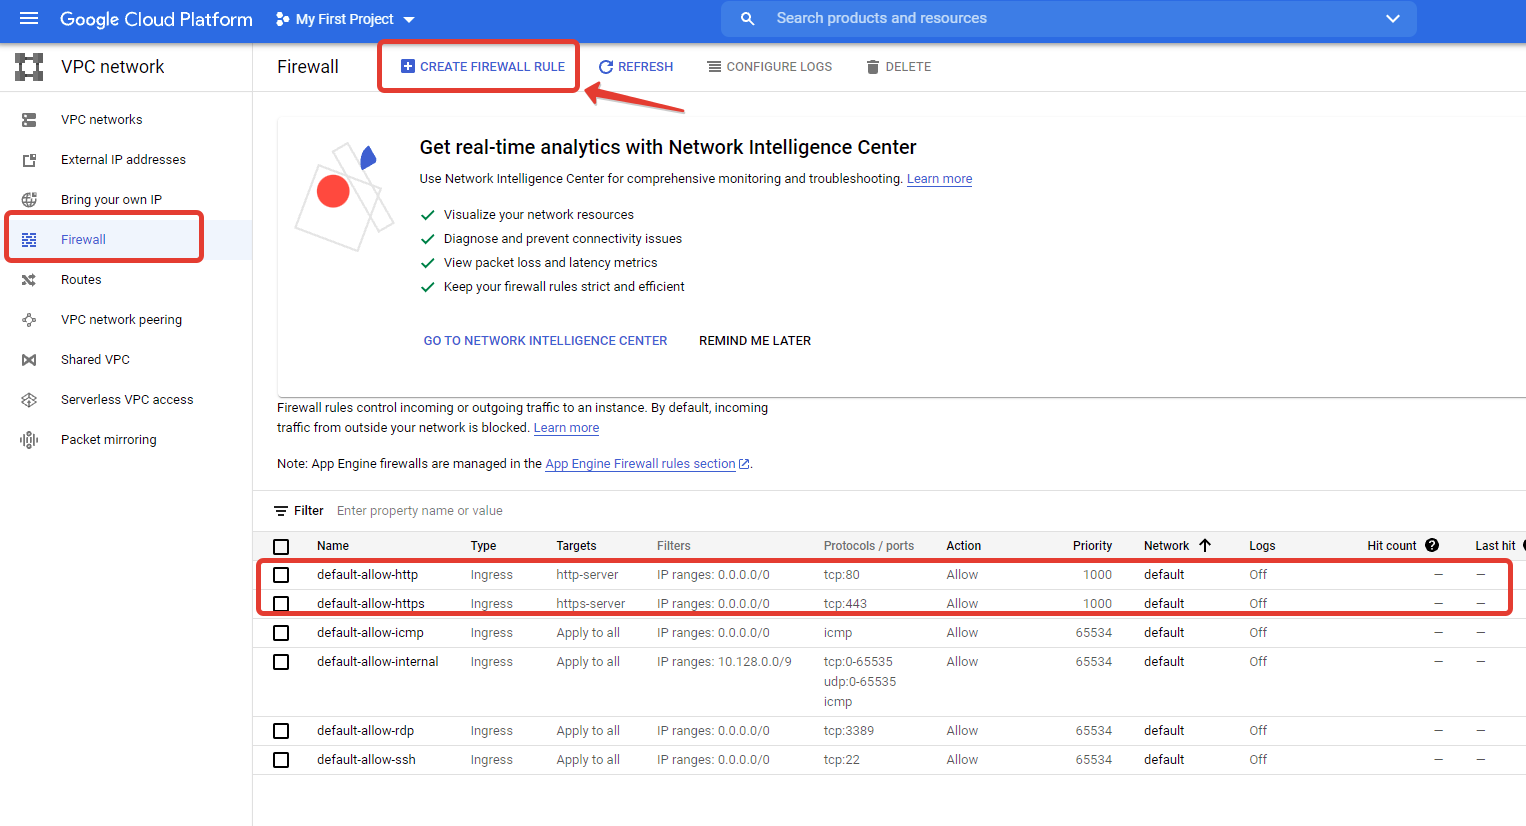 Google Cloud Platform My First Project Search products and resources
VPC network
Firewall CREATE FIREWALL RULE REFRESH CONFIGURE LOGS DELETE
VPC networks
External IP addresses
Bring your own IP
Firewall
Routes
VPC network peering
Shared VPC
Serverless VPC access
Packet mirroring
Get real-time analytics with Network Intelligence Center
Use Network Intelligence Center for comprehensive monitoring and troubleshooting. Learn more
Visualize your network resources
Diagnose and prevent connectivity issues
View packet loss and latency metrics
Keep your firewall rules strict and efficient
GO TO NETWORK INTELLIGENCE CENTER REMIND ME LATER
Firewall rules control incoming or outgoing traffic to an instance. By default, incoming
traffic from outside your network is blocked. Learn more
Note: App Engine firewalls are managed in the App Engine Firewall rules section.
Filter Enter property name or value
Name Type Targets Filters Protocols / ports Action Priority Network Logs Hit count Last hit
default-allow-http Ingress http-server IP ranges: 0.0.0.0/0 tcp:80 Allow 1000 default Off — —
default-allow-https Ingress https-server IP ranges: 0.0.0.0/0 tcp:443 Allow 1000 default Off — —
default-allow-icmp Ingress Apply to all IP ranges: 0.0.0.0/0 icmp Allow 65534 default Off — —
default-allow-internal Ingress Apply to all IP ranges: 10.128.0.0/9 tcp:0-65535 Allow 65534 default Off — —
udp:0-65535
icmp
default-allow-rdp Ingress Apply to all IP ranges: 0.0.0.0/0 tcp:3389 Allow 65534 default Off — —
default-allow-ssh Ingress Apply to all IP ranges: 0.0.0.0/0 tcp:22 Allow 65534 default Off — —